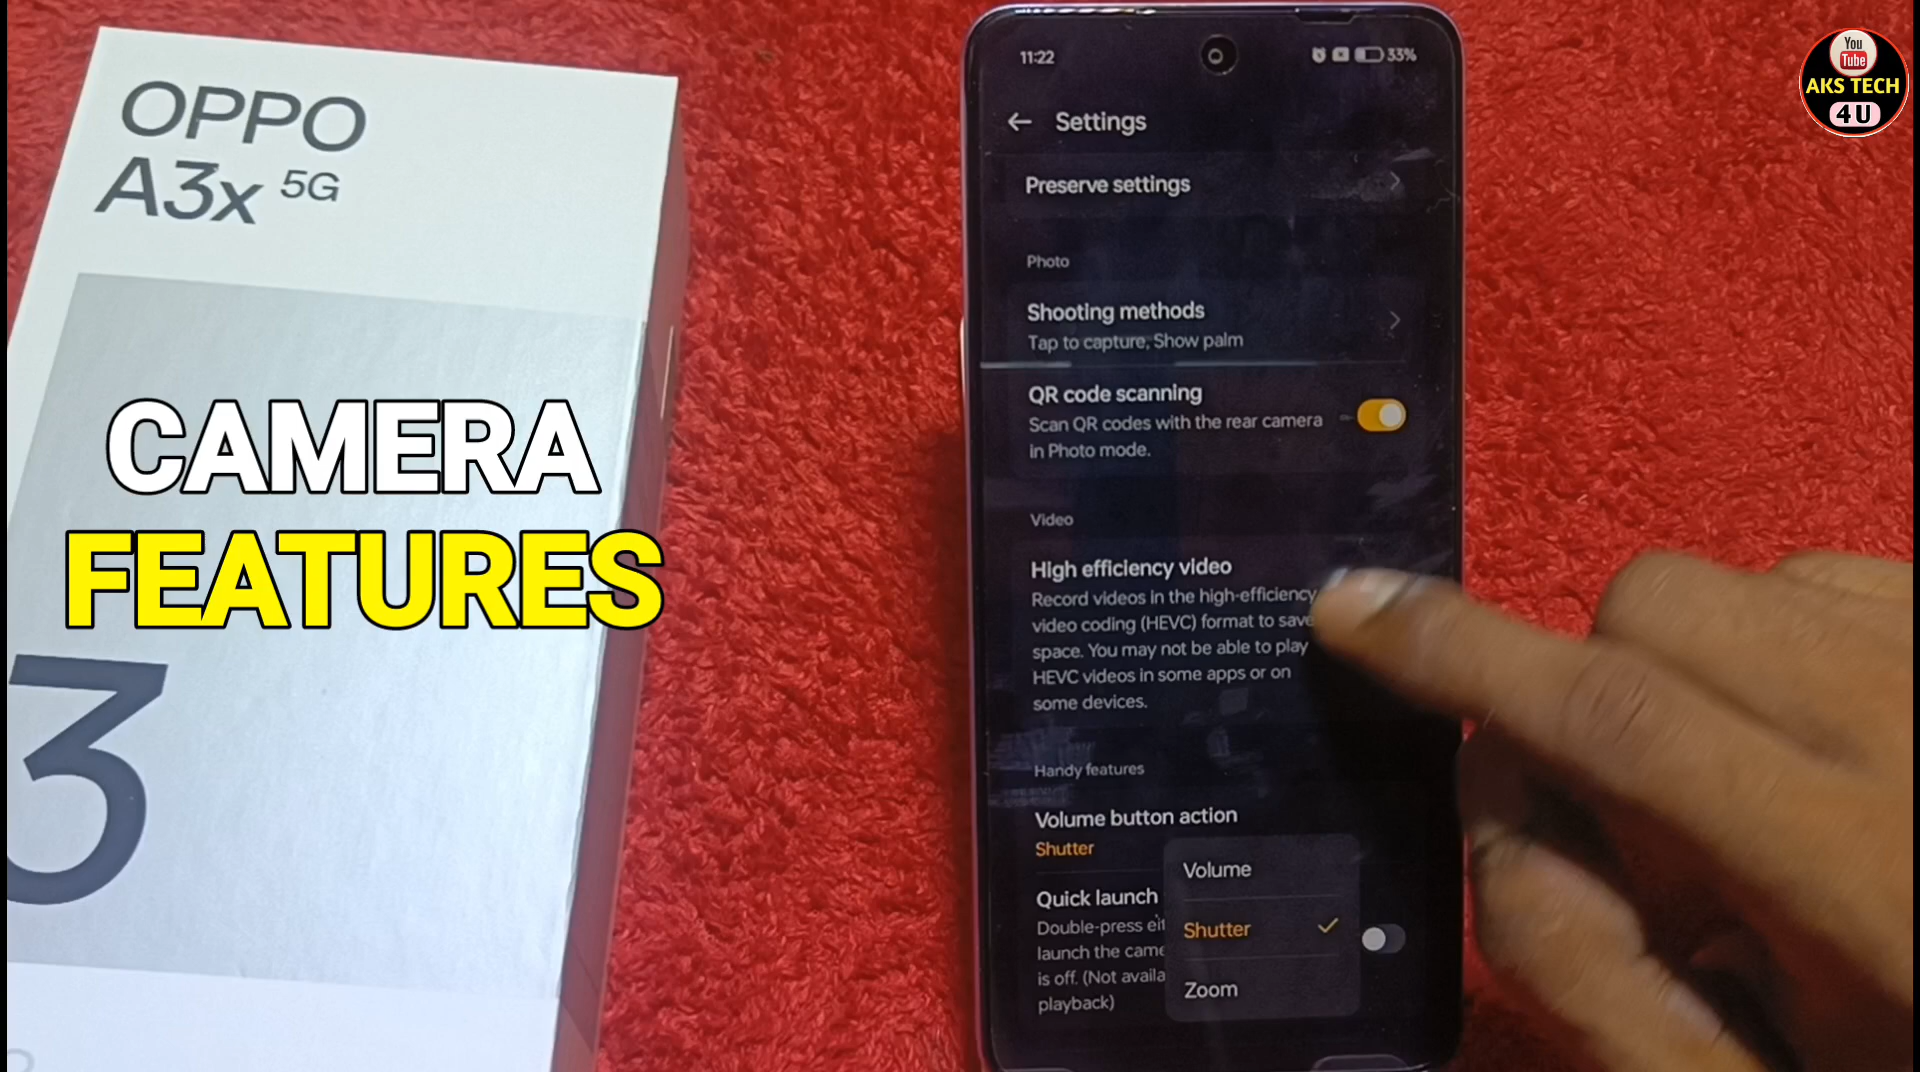 OPPO
A3x 5G
CAMERA
FEATURES
3
11:22
33%
Settings
Preserve settings
Photo
Shooting methods
Tap to capture, Show palm
QR code scanning
Scan QR codes with the rear camera
in Photo mode.
Video
High efficiency video
Record videos in the high-efficiency
video coding (HEVC) format to save
space. You may not be able to play
HEVC videos in some apps or on
some devices.
Handy features
Volume button action
Shutter
Quick launch
Double-press
launch the
is off. (Not
playback)
Volume
Shutter
Zoom
You
Tube
AKS TECH
4 U